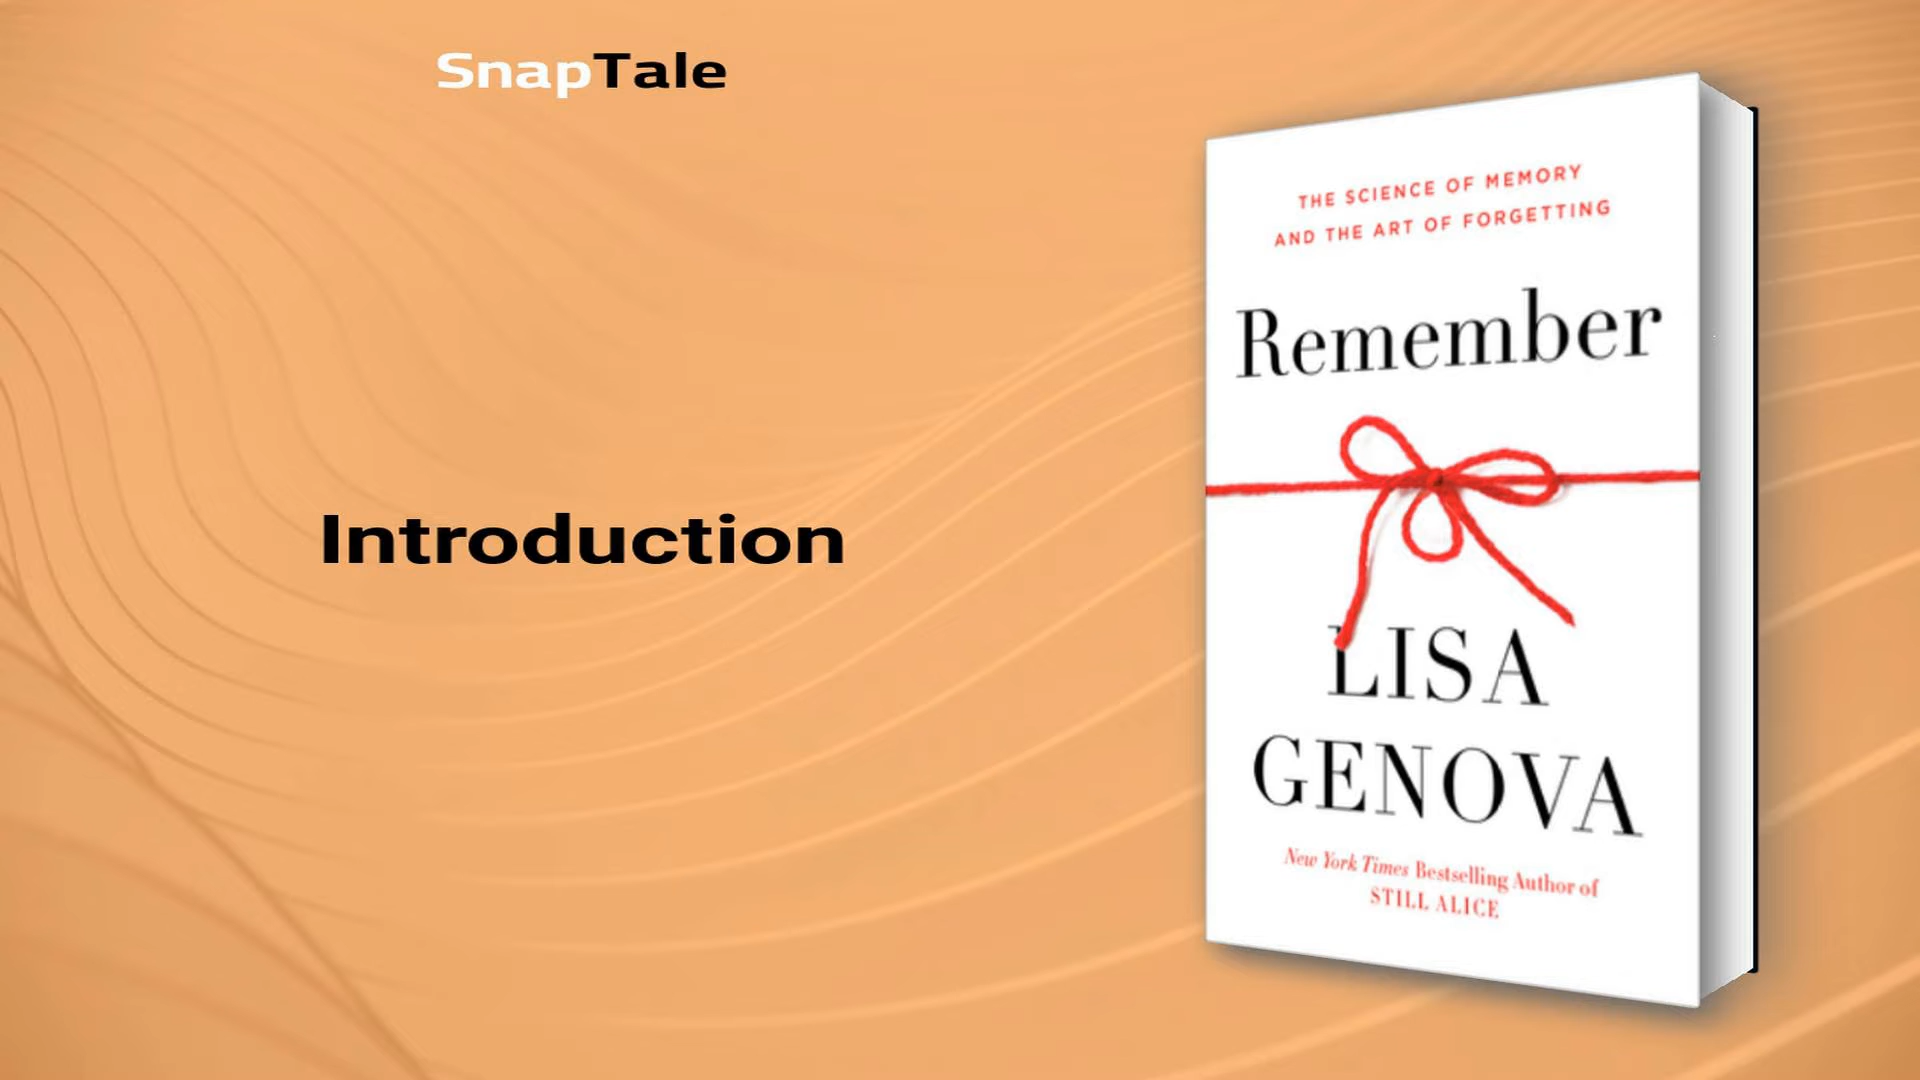 SnapTale
Introduction
THE SCIENCE OF MEMORY
AND THE ART OF FORGETTING
Remember
LISA
GENOVA
New York Times Bestselling Author of
STILL ALICE